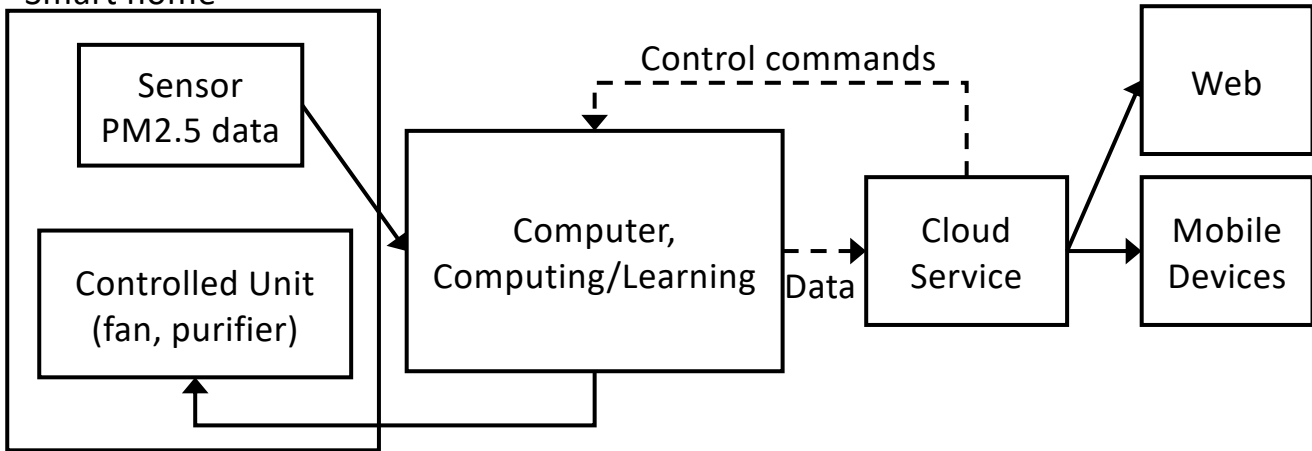 Smart home
Sensor
PM2.5 data
Controlled Unit
(fan, purifier)
Control commands
Computer,
Computing/Learning
Data
Cloud
Service
Web
Mobile
Devices